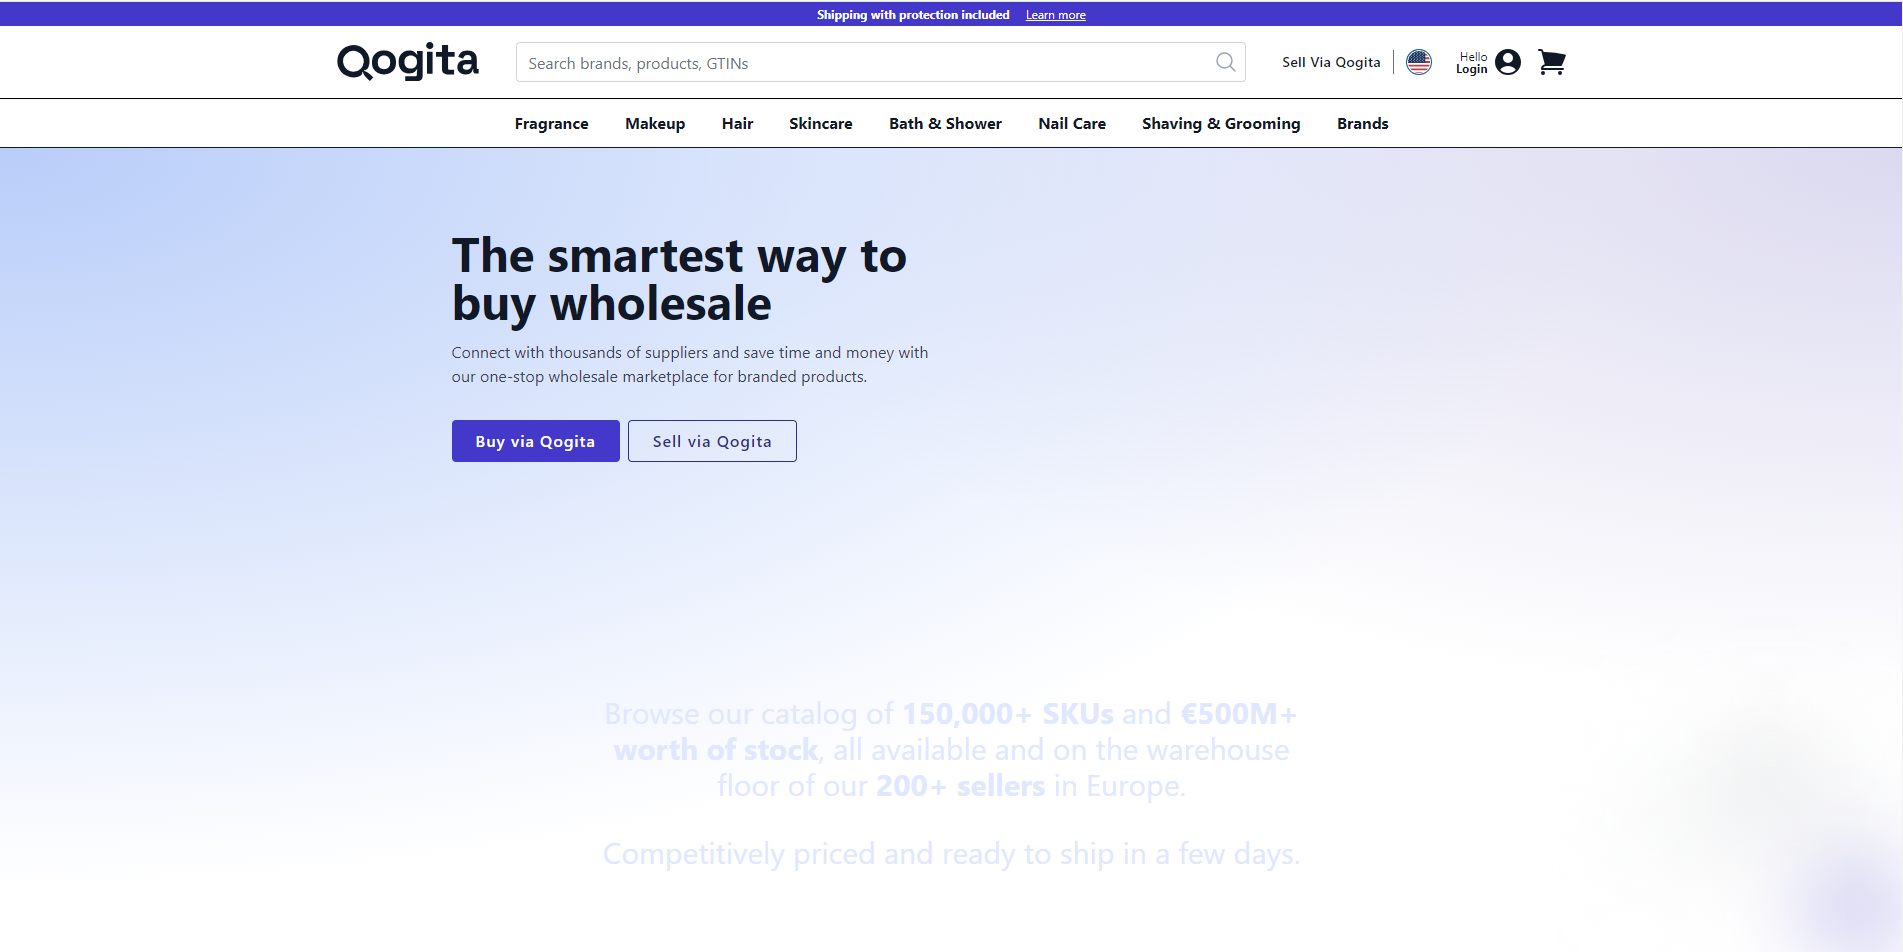 Shipping with protection included Learn more
Qogita
Search brands, products, GTINs
Sell Via Qogita
Hello
Login
Fragrance Makeup Hair Skincare Bath & Shower Nail Care Shaving & Grooming Brands
The smartest way to
buy wholesale
Connect with thousands of suppliers and save time and money with
our one-stop wholesale marketplace for branded products.
Buy via Qogita Sell via Qogita
Browse our catalog of 150,000+ SKUs and €500M+
worth of stock, all available and on the warehouse
floor of our 200+ sellers in Europe.
Competitively priced and ready to ship in a few days.